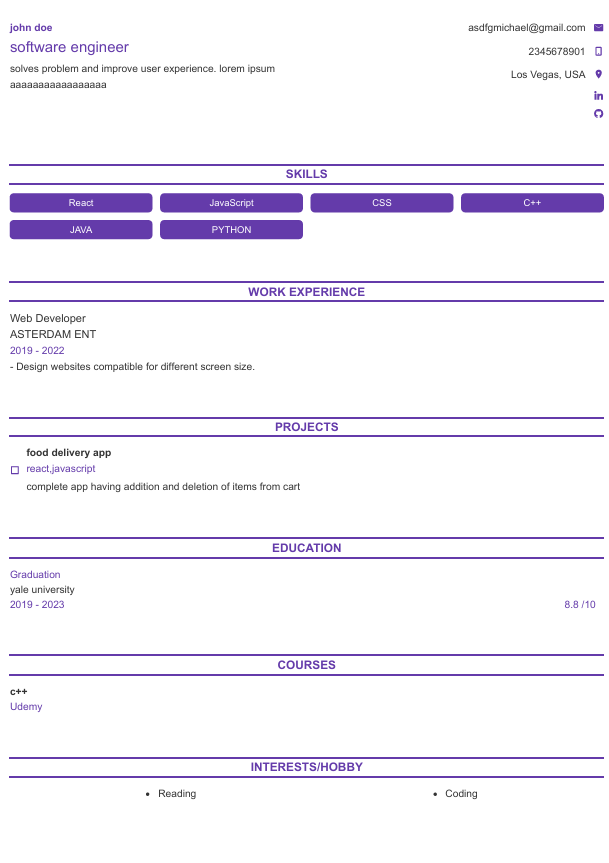 john doe
software engineer
solves problem and improve user experience. lorem ipsum
aaaaaaaaaaaaaaaaa
asdfgmichael@gmail.com
2345678901
Los Vegas, USA
SKILLS
React JavaScript CSS C++
JAVA PYTHON
WORK EXPERIENCE
Web Developer
ASTERDAM ENT
2019 - 2022
- Design websites compatible for different screen size.
PROJECTS
food delivery app
react,javascript
complete app having addition and deletion of items from cart
EDUCATION
Graduation
yale university
2019 - 2023 8.8 /10
COURSES
c++
Udemy
INTERESTS/HOBBY
• Reading • Coding